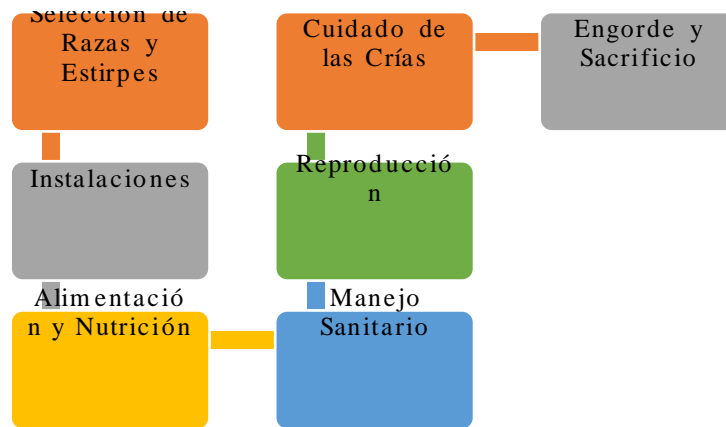 Selección de
Razas y
Estirpes
Instalaciones
Alimentació
n y Nutrición
Manejo
Sanitario
Reproducció
n
Cuidado de
las Crías
Engorde y
Sacrificio